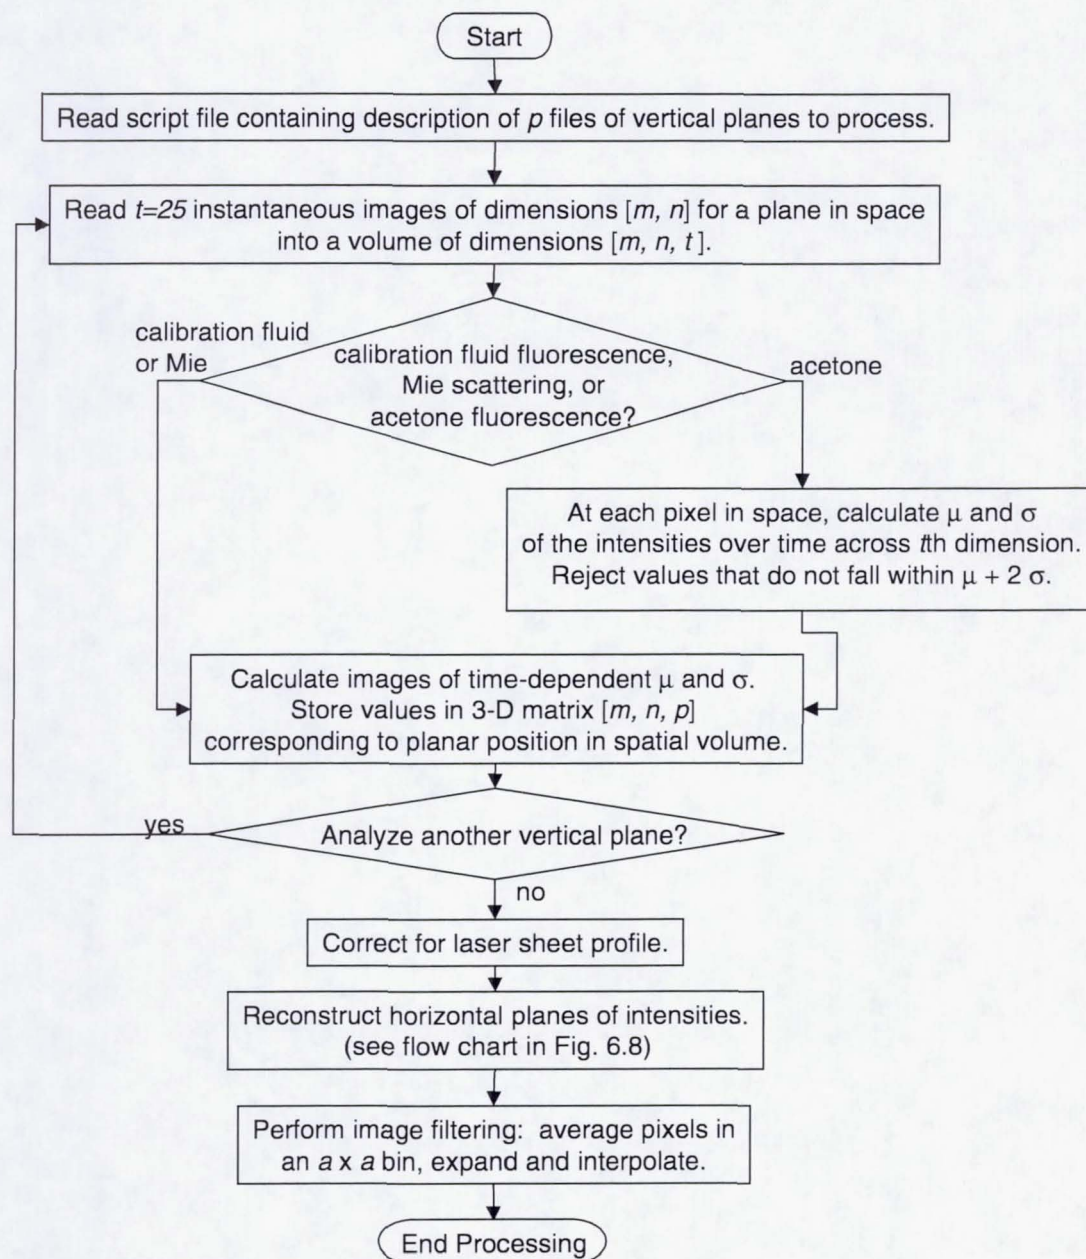 Start
Read script file containing description of p files of vertical planes to process.
Read t=25 instantaneous images of dimensions [m, n] for a plane in space
into a volume of dimensions [m, n, t ].
calibration fluid
or Mie
calibration fluid fluorescence,
Mie scattering, or
acetone fluorescence?
acetone
At each pixel in space, calculate μ and σ
of the intensities over time across tth dimension.
Reject values that do not fall within μ + 2 σ.
Calculate images of time-dependent μ and σ.
Store values in 3-D matrix [m, n, p]
corresponding to planar position in spatial volume.
yes
Analyze another vertical plane?
no
Correct for laser sheet profile.
Reconstruct horizontal planes of intensities.
(see flow chart in Fig. 6.8)
Perform image filtering: average pixels in
an a x a bin, expand and interpolate.
End Processing